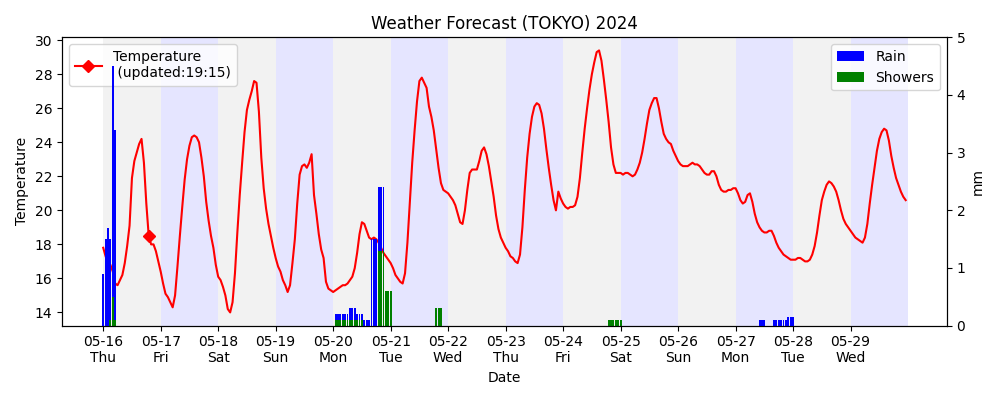 Weather Forecast (TOKYO) 2024
Temperature
(updated:19:15)
Rain
Showers
Temperature
30
28
26
24
22
20
18
16
14
5
4
3
2
1
0
mm
05-16 05-17 05-18 05-19 05-20 05-21 05-22 05-23 05-24 05-25 05-26 05-27 05-28 05-29
Thu Fri Sat Sun Mon Tue Wed Thu Fri Sat Sun Mon Tue Wed
Date